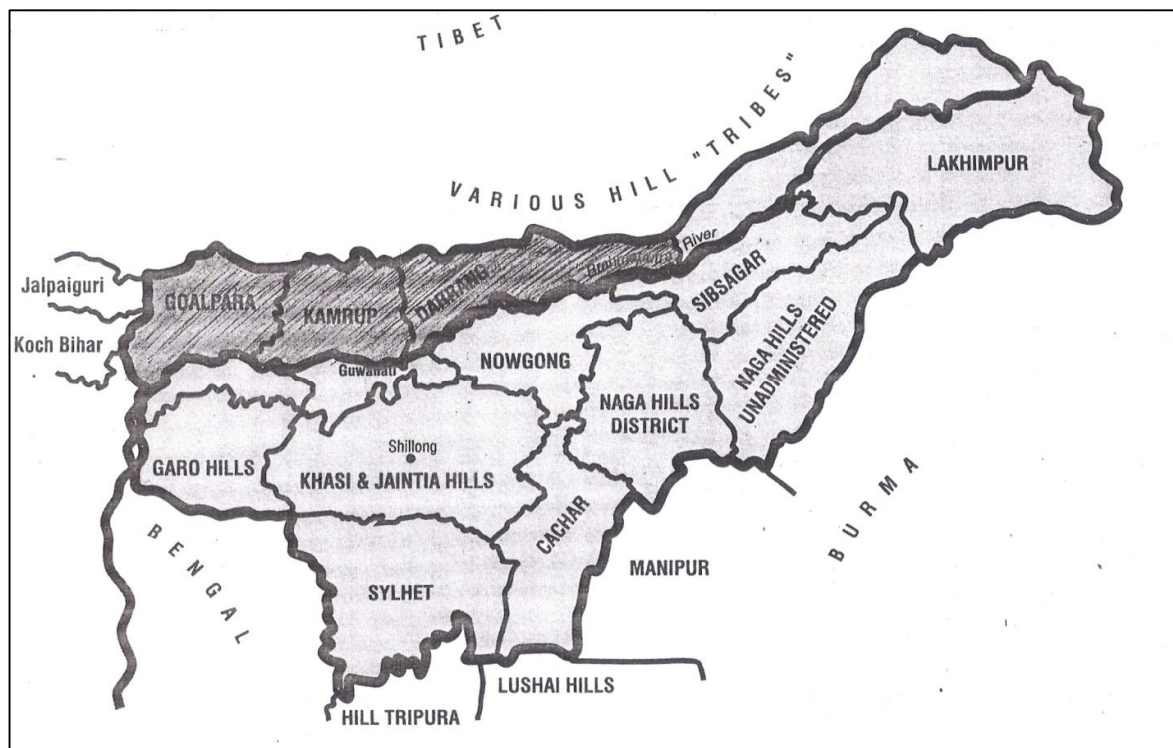 TIBET
VARIOUS HILL "TRIBES"
LAKHIMPUR
Jalpaiguri
GOALPARA
KAMRUP
DARRANG
River
SIBSAGAR
Koch Bihar
Guwahati
NOWGONG
NAGA HILLS
UNADMINISTERED
NAGA HILLS
DISTRICT
Shillong
GARO HILLS
KHASI & JAINTIA HILLS
BENGAL
CACHAR
BURMA
MANIPUR
SYLHET
LUSHAI HILLS
HILL TRIPURA